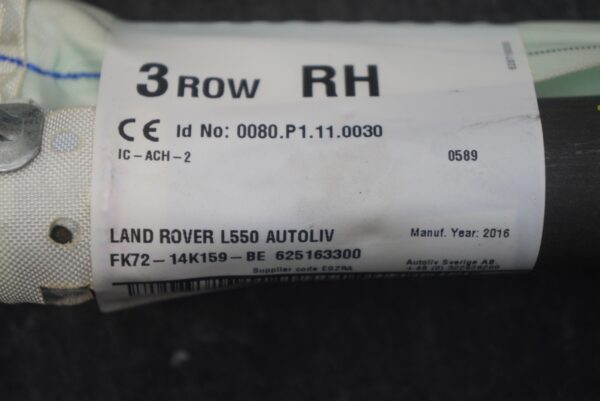 3 ROW RH
CE Id No: 0080.P1.11.0030
IC-ACH-2 0589
LAND ROVER L550 AUTOLIV Manuf. Year: 2016
FK72-14K159-BE 625163300
Supplier code EGZRA
Autoliv Sverige AB.